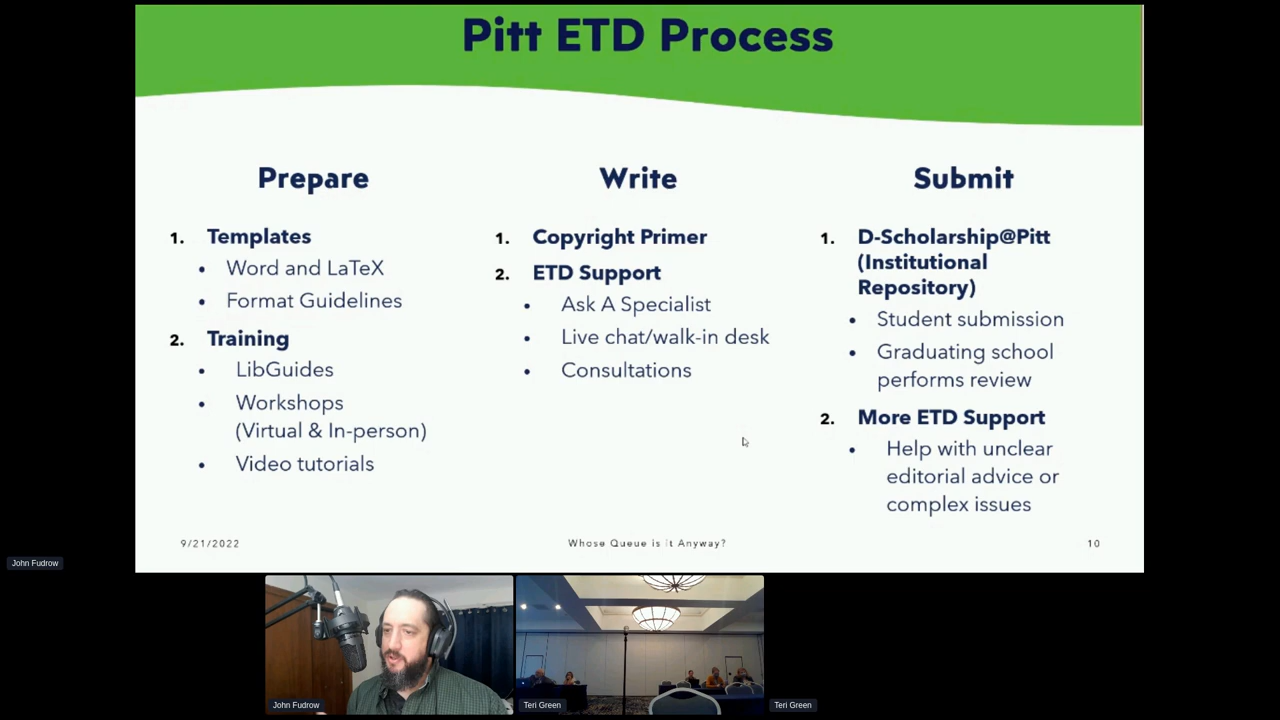 Pitt ETD Process
Prepare
1. Templates
• Word and LaTeX
• Format Guidelines
2. Training
• LibGuides
• Workshops
(Virtual & In-person)
• Video tutorials
Write
1. Copyright Primer
2. ETD Support
• Ask A Specialist
• Live chat/walk-in desk
• Consultations
Submit
1. D-Scholarship@Pitt
(Institutional
Repository)
• Student submission
• Graduating school
performs review
2. More ETD Support
• Help with unclear
editorial advice or
complex issues
9/21/2022
Whose Queue is it Anyway?
10
John Fudrow
John Fudrow
Teri Green
Teri Green